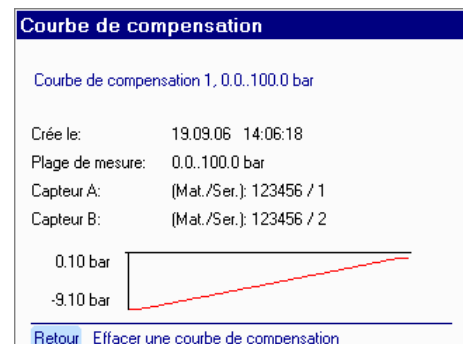 Courbe de compensation
Courbe de compensation 1, 0.0..100.0 bar
Crée le: 19.09.06 14:06:18
Plage de mesure: 0.0..100.0 bar
Capteur A: (Mat./Ser.): 123456 / 1
Capteur B: (Mat./Ser.): 123456 / 2
0.10 bar
-9.10 bar
Retour Effacer une courbe de compensation